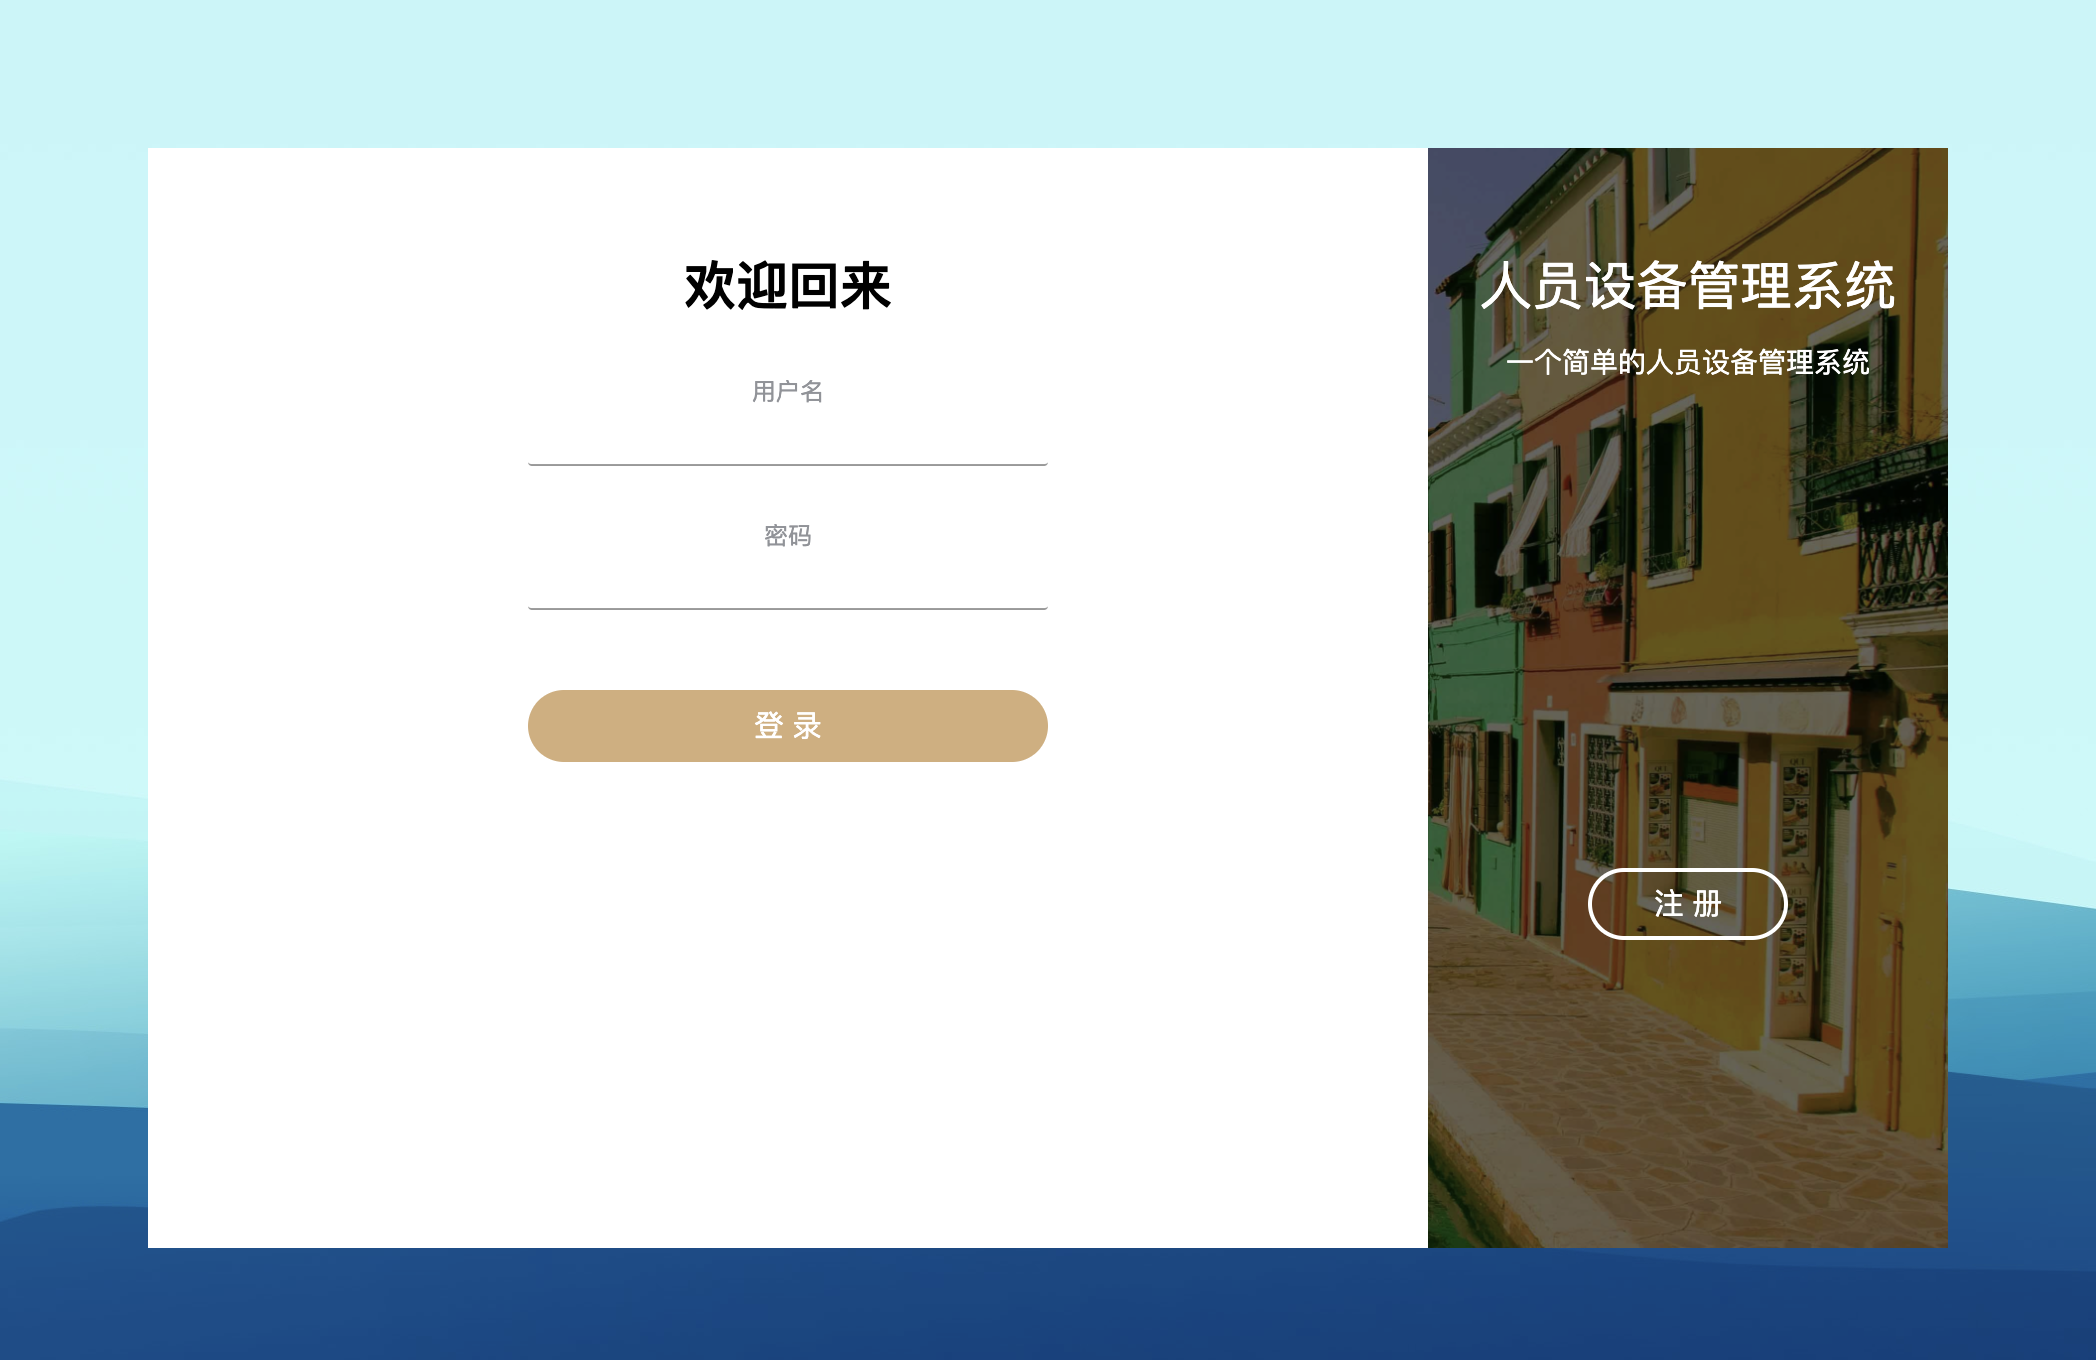 欢迎回来
用户名
密码
登 录
人员设备管理系统
一个简单的人员设备管理系统
注 册